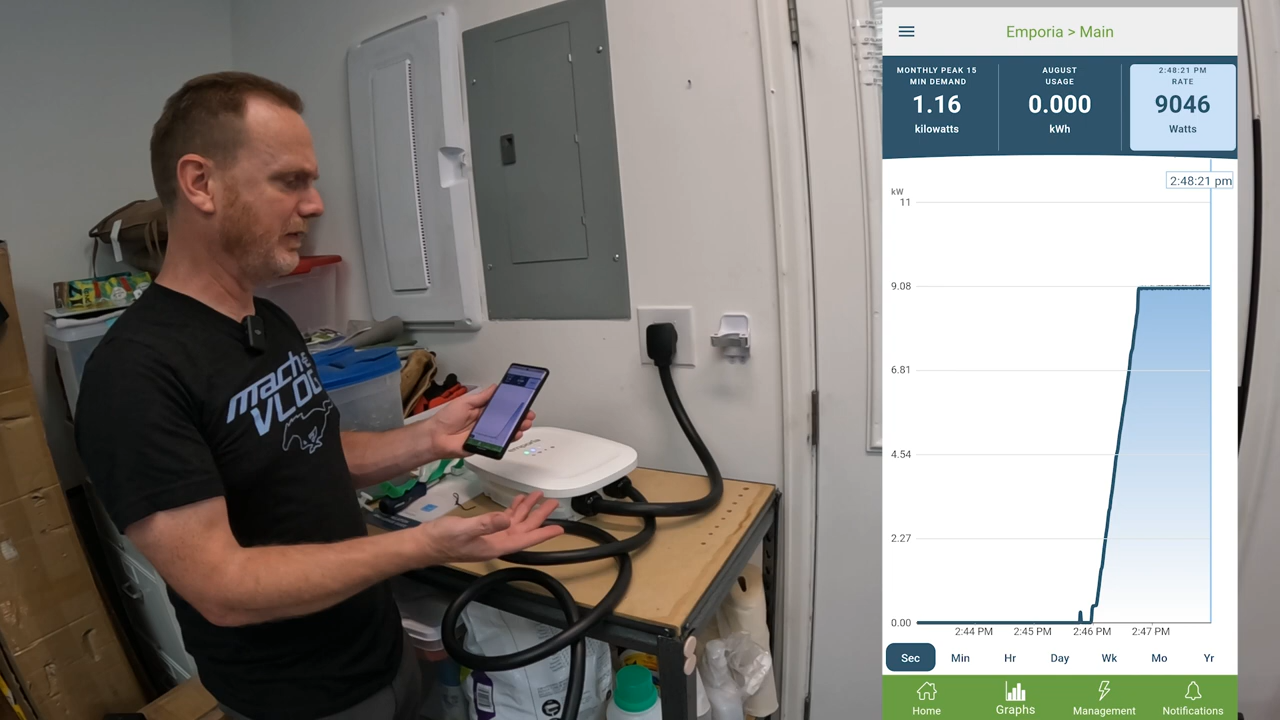 Emporia > Main
MONTHLY PEAK 15
MIN DEMAND
1.16
kilowatts
AUGUST
USAGE
0.000
kWh
2:48:21 PM
RATE
9046
Watts
2:48:21 pm
kW
11
9.08
6.81
4.54
2.27
0.00
2:44 PM
2:45 PM
2:46 PM
2:47 PM
Sec
Min
Hr
Day
Wk
Mo
Yr
Home
Graphs
Management
Notifications
mach-e
VLOG
emporia